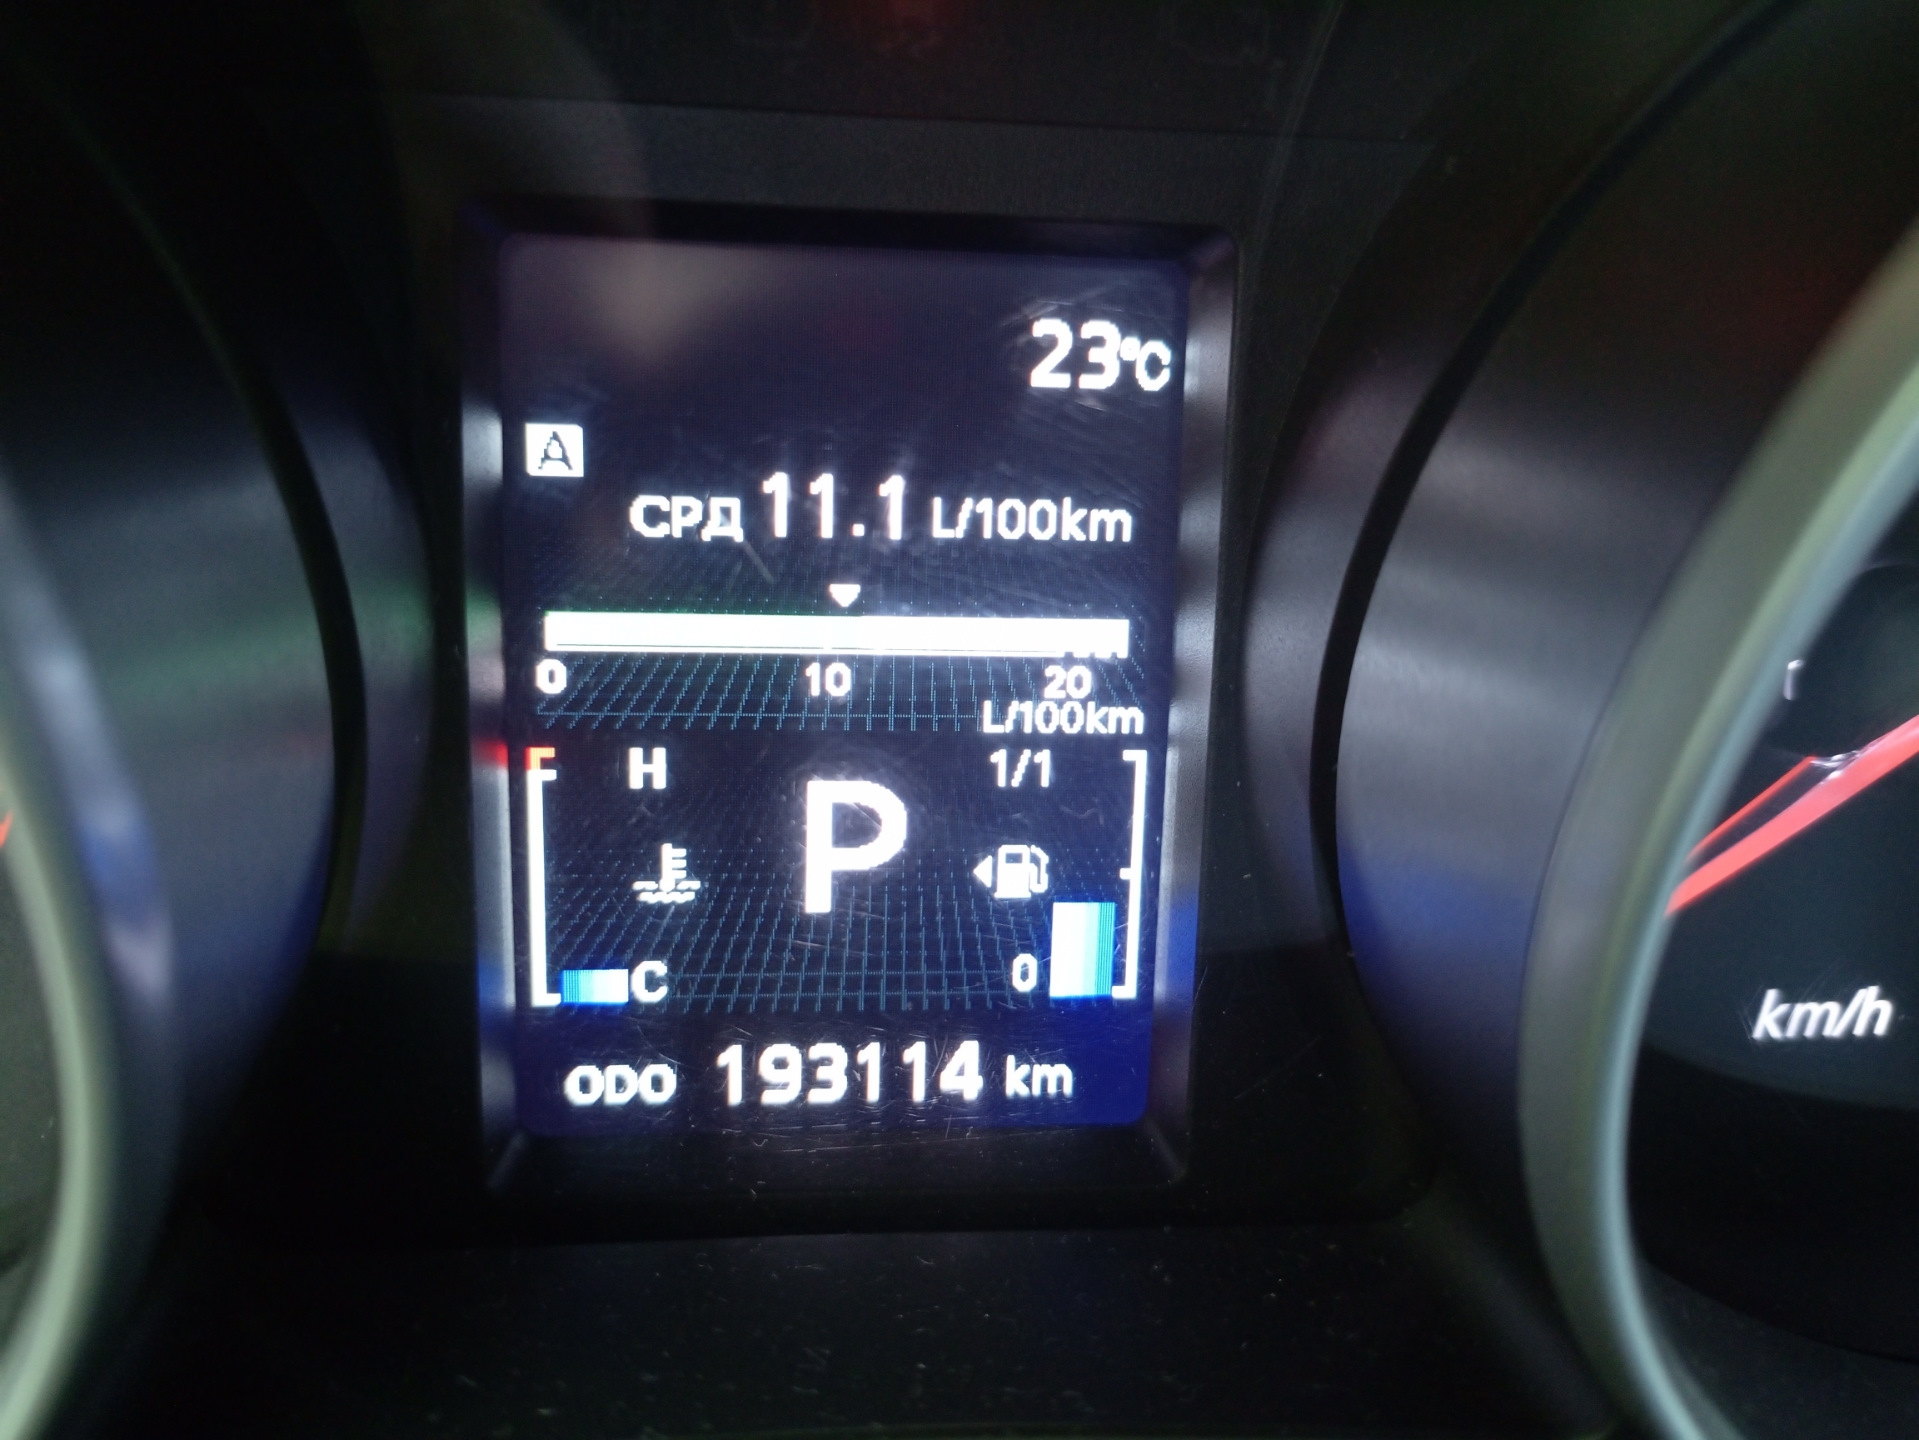 23°C
A
СРД 11.1 L/100km
0 10 20
L/100km
H 1/1
P
C 0
ODO 193114 km
km/h